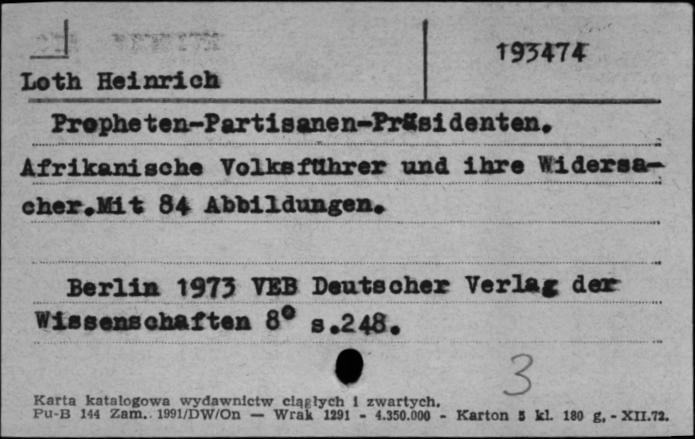 193474
Loth Heinrich
Propheten-Partisanen-Präsidenten.
Afrikanische Volksführer und ihre Widersa-
cher.Mit 84 Abbildungen.
Berlin 1973 VEB Deutscher Verlag der
Wissenschaften 8° s.248.
3
Karta katalogowa wydawnictw ciągłych i zwartych.
Pu-B 144 Zam. 1991/DW/On — Wrak 1291 - 4.350.000 - Karton 5 kl. 180 g. - XII.72.